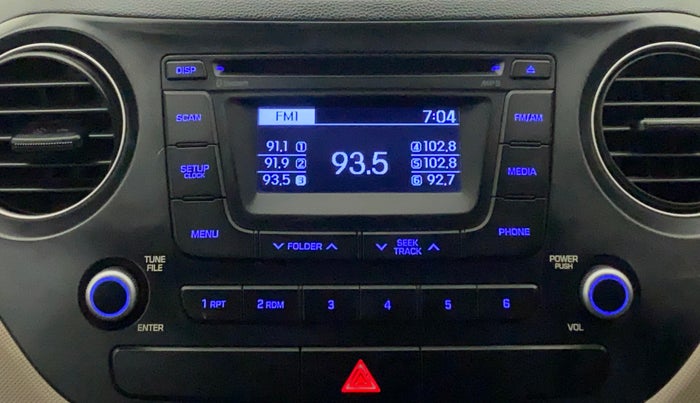 DISP
Bluetooth
MP3
SCAN
FM1 7:04
FM/AM
91.1 1
91.9 2
93.5 3
93.5
4 102.8
5 102.8
6 92.7
SETUP
CLOCK
MEDIA
MENU
FOLDER
SEEK
TRACK
PHONE
TUNE
FILE
POWER
PUSH
1 RPT 2 RDM 3 4 5 6
ENTER
VOL